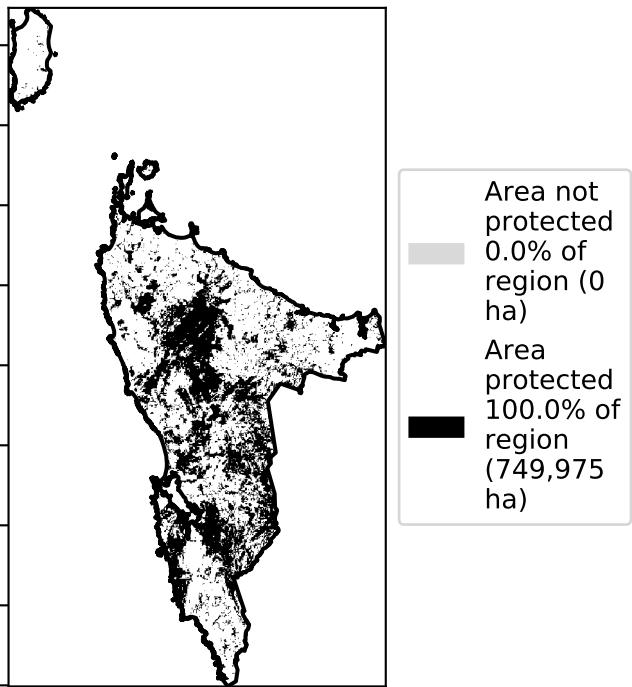 Area not
protected
0.0% of
region (0
ha)
Area
protected
100.0% of
region
(749,975
ha)